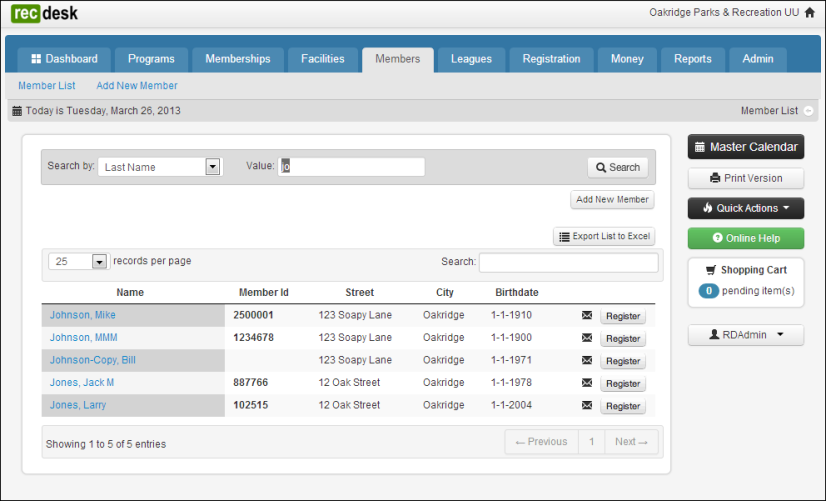 rec desk
Oakridge Parks & Recreation UU
Dashboard Programs Memberships Facilities Members Leagues Registration Money Reports Admin
Member List Add New Member
Today is Tuesday, March 26, 2013 Member List
Search by: Last Name Value: jo Search
Add New Member
Export List to Excel
25 records per page Search:
Name Member Id Street City Birthdate
Johnson, Mike 2500001 123 Soapy Lane Oakridge 1-1-1910 Register
Johnson, MMM 1234678 123 Soapy Lane Oakridge 1-1-1900 Register
Johnson-Copy, Bill 123 Soapy Lane Oakridge 1-1-1971 Register
Jones, Jack M 887766 12 Oak Street Oakridge 1-1-1978 Register
Jones, Larry 102515 12 Oak Street Oakridge 1-1-2004 Register
Showing 1 to 5 of 5 entries ← Previous 1 Next →
Master Calendar
Print Version
Quick Actions
Online Help
Shopping Cart
0 pending item(s)
RDAdmin